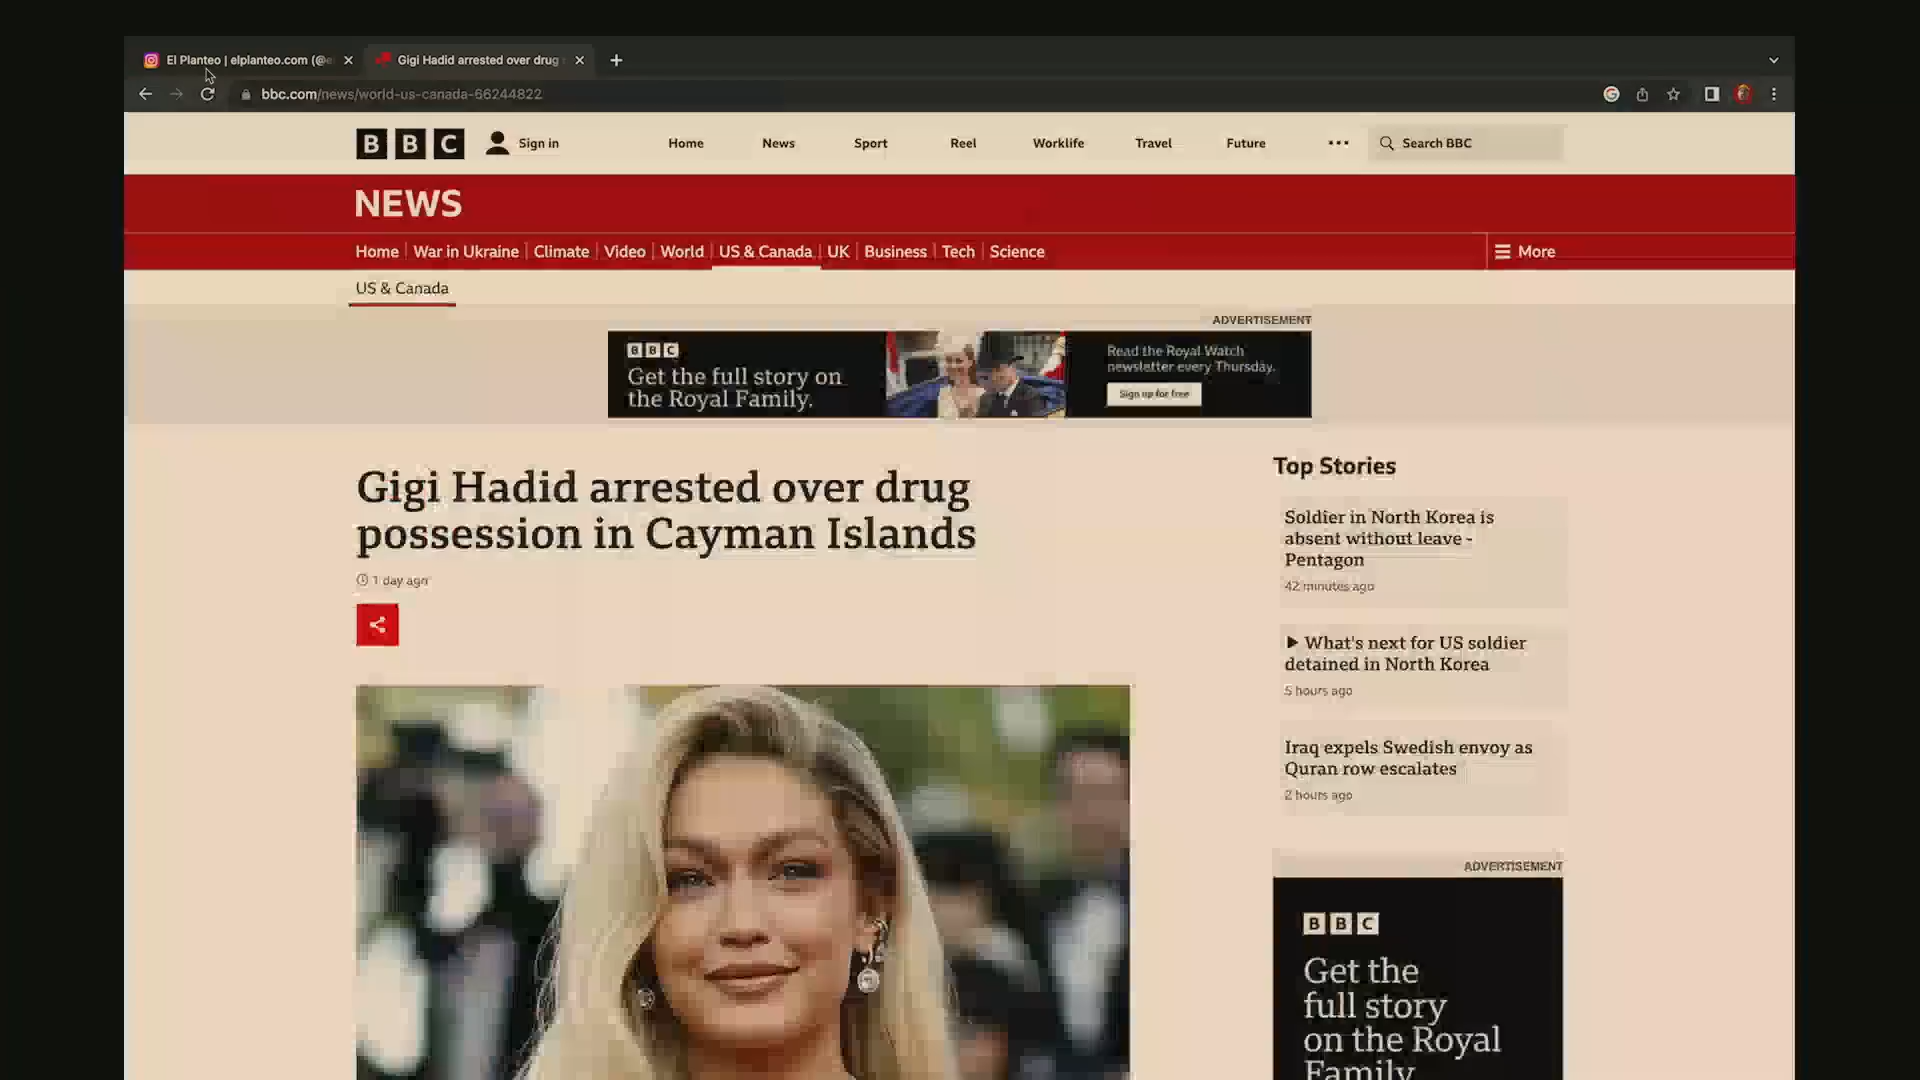 El Planteo | elplanteo.com (@e
Gigi Hadid arrested over drug
bbc.com/news/world-us-canada-66244822
BBC
Sign in
Home
News
Sport
Reel
Worklife
Travel
Future
Search BBC
NEWS
Home
War in Ukraine
Climate
Video
World
US & Canada
UK
Business
Tech
Science
More
US & Canada
ADVERTISEMENT
BBC
Get the full story on
the Royal Family.
Read the Royal Watch
newsletter every Thursday.
Sign up for free
Gigi Hadid arrested over drug
possession in Cayman Islands
1 day ago
Top Stories
Soldier in North Korea is
absent without leave -
Pentagon
42 minutes ago
What's next for US soldier
detained in North Korea
5 hours ago
Iraq expels Swedish envoy as
Quran row escalates
2 hours ago
ADVERTISEMENT
BBC
Get the
full story
on the Royal
Family.